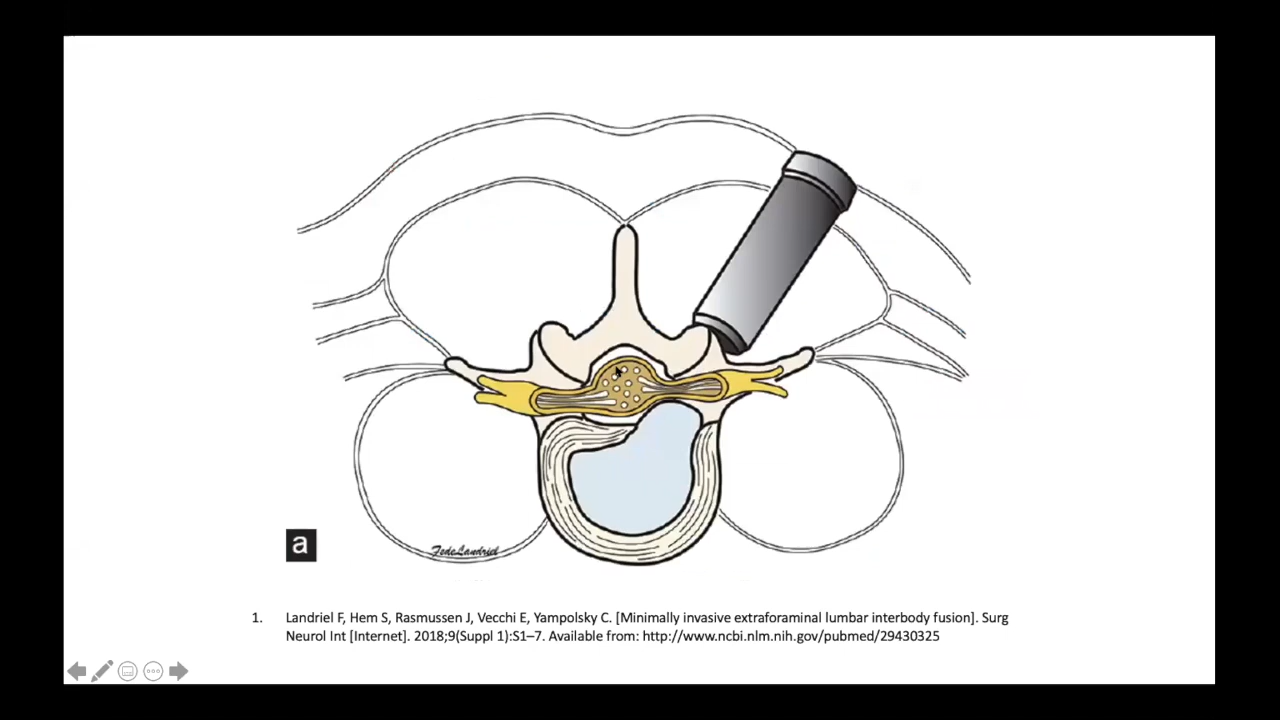 a
FedeLandriel
1. Landriel F, Hem S, Rasmussen J, Vecchi E, Yampolsky C. [Minimally invasive extraforaminal lumbar interbody fusion]. Surg
Neurol Int [Internet]. 2018;9(Suppl 1):S1–7. Available from: http://www.ncbi.nlm.nih.gov/pubmed/29430325